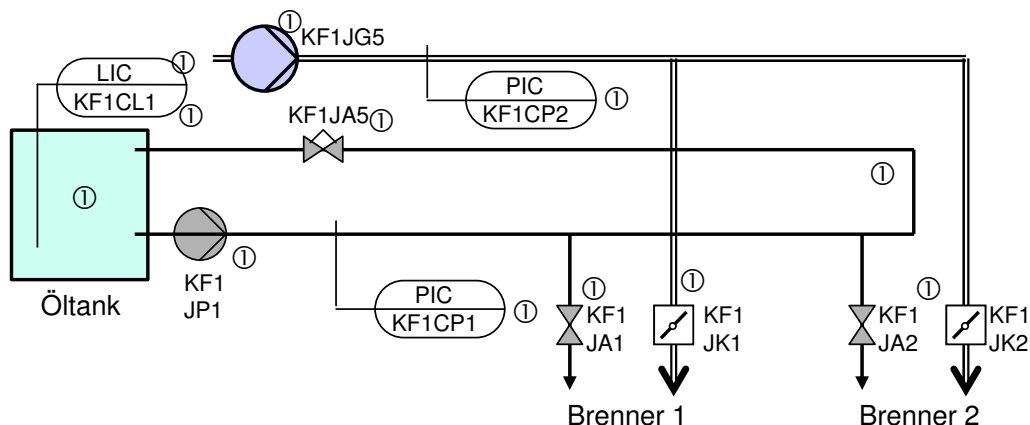 ①
KF1JG5
LIC
①
KF1CL1
①
PIC
KF1CP2
①
KF1JA5
①
①
①
①
KF1
JP1
Öltank
PIC
KF1CP1
①
①
KF1
JA1
①
KF1
JK1
KF1
JA2
①
KF1
JK2
Brenner 1
Brenner 2